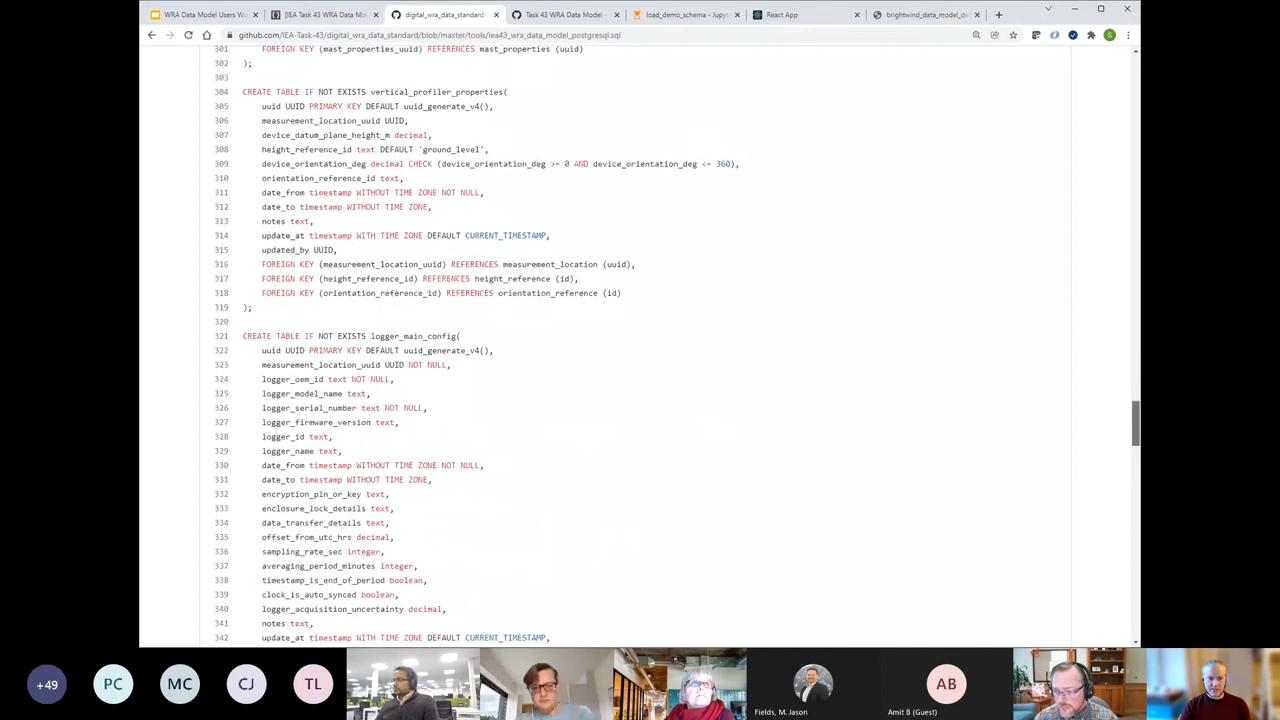 WRA Data Model Users Wo
[IEA Task 43 WRA Data Mo
digital_wra_data_standard/
Task 43 WRA Data Model -
load_demo_schema - Jupyte
React App
brightwind_data_model_de
github.com/IEA-Task-43/digital_wra_data_standard/blob/master/tools/iea43_wra_data_model_postgresql.sql
301 FOREIGN KEY (mast_properties_uuid) REFERENCES mast_properties (uuid)
302 );
303
304 CREATE TABLE IF NOT EXISTS vertical_profiler_properties(
305 uuid UUID PRIMARY KEY DEFAULT uuid_generate_v4(),
306 measurement_location_uuid UUID,
307 device_datum_plane_height_m decimal,
308 height_reference_id text DEFAULT 'ground_level',
309 device_orientation_deg decimal CHECK (device_orientation_deg >= 0 AND device_orientation_deg <= 360),
310 orientation_reference_id text,
311 date_from timestamp WITHOUT TIME ZONE NOT NULL,
312 date_to timestamp WITHOUT TIME ZONE,
313 notes text,
314 update_at timestamp WITH TIME ZONE DEFAULT CURRENT_TIMESTAMP,
315 updated_by UUID,
316 FOREIGN KEY (measurement_location_uuid) REFERENCES measurement_location (uuid),
317 FOREIGN KEY (height_reference_id) REFERENCES height_reference (id),
318 FOREIGN KEY (orientation_reference_id) REFERENCES orientation_reference (id)
319 );
320
321 CREATE TABLE IF NOT EXISTS logger_main_config(
322 uuid UUID PRIMARY KEY DEFAULT uuid_generate_v4(),
323 measurement_location_uuid UUID NOT NULL,
324 logger_oem_id text NOT NULL,
325 logger_model_name text,
326 logger_serial_number text NOT NULL,
327 logger_firmware_version text,
328 logger_id text,
329 logger_name text,
330 date_from timestamp WITHOUT TIME ZONE NOT NULL,
331 date_to timestamp WITHOUT TIME ZONE,
332 encryption_pin_or_key text,
333 enclosure_lock_details text,
334 data_transfer_details text,
335 offset_from_utc_hrs decimal,
336 sampling_rate_sec integer,
337 averaging_period_minutes integer,
338 timestamp_is_end_of_period boolean,
339 clock_is_auto_synced boolean,
340 logger_acquisition_uncertainty decimal,
341 notes text,
342 update_at timestamp WITH TIME ZONE DEFAULT CURRENT_TIMESTAMP,
+49
PC
MC
CJ
TL
Fields, M. Jason
AB
Amit B (Guest)
S